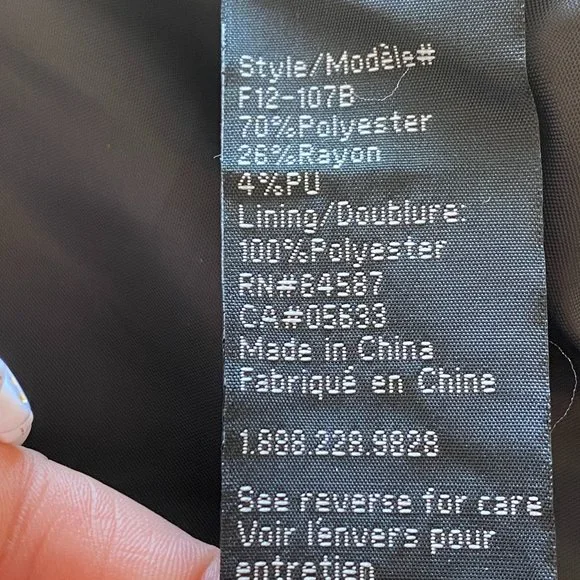 Style/Modèle#
F12-107B
70%Polyester
26%Rayon
4%PU
Lining/Doublure:
100%Polyester
RN#64587
CA#05633
Made in China
Fabriqué en Chine
1.888.228.9828
See reverse for care
Voir l'envers pour
entretien